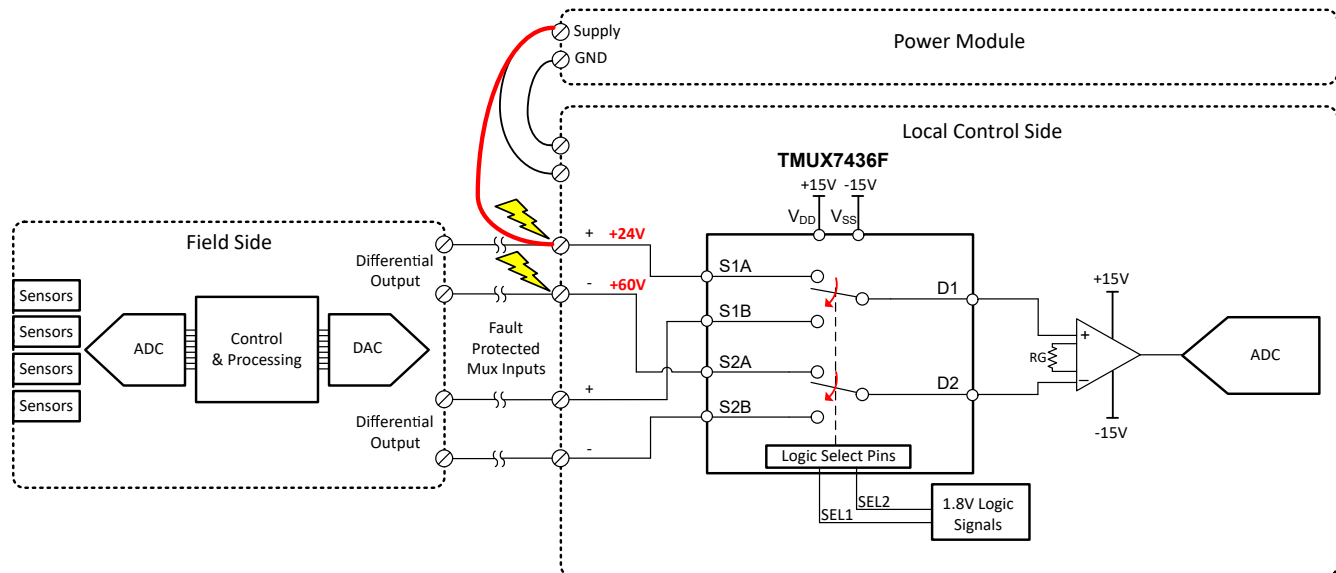 Supply
GND
Power Module
Local Control Side
TMUX7436F
+15V -15V
VDD VSS
Field Side
Differential
Output
+ +24V
- +60V
Sensors
Sensors
Sensors
Sensors
ADC
Control
& Processing
DAC
Fault
Protected
Mux Inputs
+
-
Differential
Output
S1A
S1B
S2A
S2B
D1
D2
Logic Select Pins
SEL1
SEL2
1.8V Logic
Signals
+15V
+
RG
-
-15V
ADC